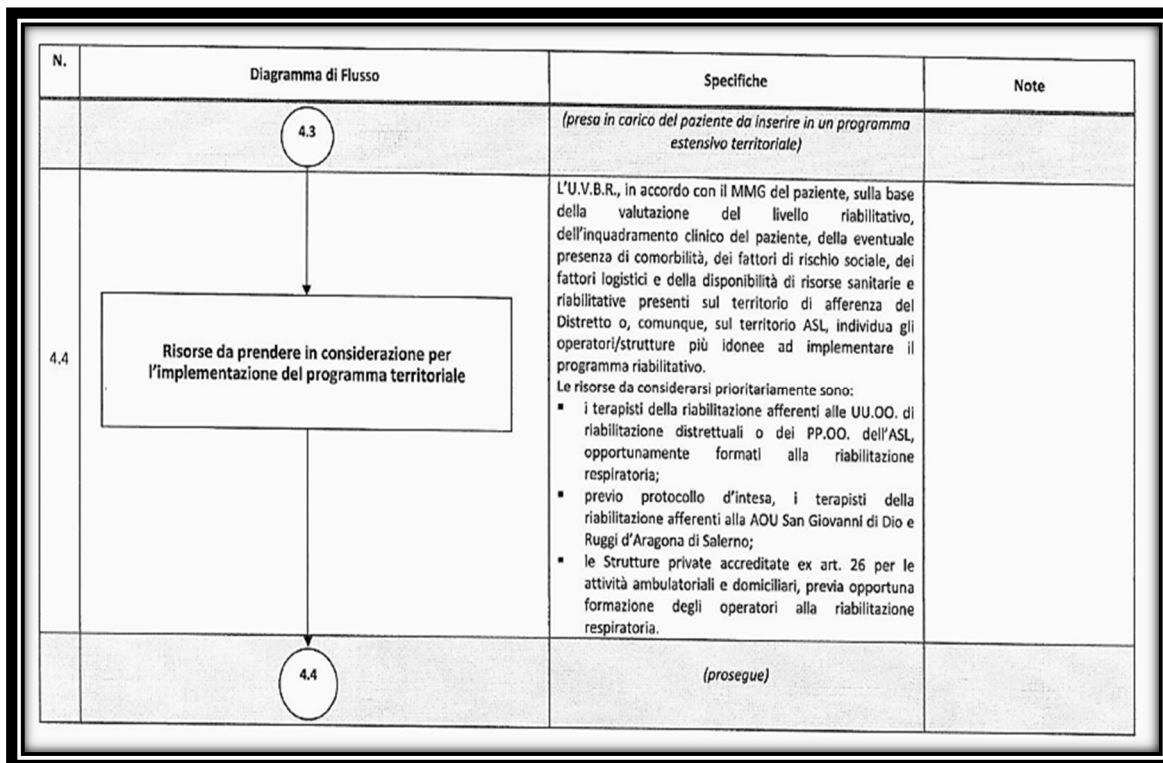 N.
Diagramma di Flusso
Specifiche
Note
4.3
(presa in carico del paziente da inserire in un programma
estensivo territoriale)
4.4
Risorse da prendere in considerazione per
l'implementazione del programma territoriale
L'U.V.B.R., in accordo con il MMG del paziente, sulla base
della valutazione del livello riabilitativo,
dell'inquadramento clinico del paziente, della eventuale
presenza di comorbilità, dei fattori di rischio sociale, dei
fattori logistici e della disponibilità di risorse sanitarie e
riabilitative presenti sul territorio di afferenza del
Distretto o, comunque, sul territorio ASL, individua gli
operatori/strutture più idonee ad implementare il
programma riabilitativo.
Le risorse da considerarsi prioritariamente sono:
▪ i terapisti della riabilitazione afferenti alle UU.OO. di
riabilitazione distrettuali o dei PP.OO. dell'ASL,
opportunamente formati alla riabilitazione
respiratoria;
▪ previo protocollo d'intesa, i terapisti della
riabilitazione afferenti alla AOU San Giovanni di Dio e
Ruggi d'Aragona di Salerno;
▪ le Strutture private accreditate ex art. 26 per le
attività ambulatoriali e domiciliari, previa opportuna
formazione degli operatori alla riabilitazione
respiratoria.
4.4
(prosegue)